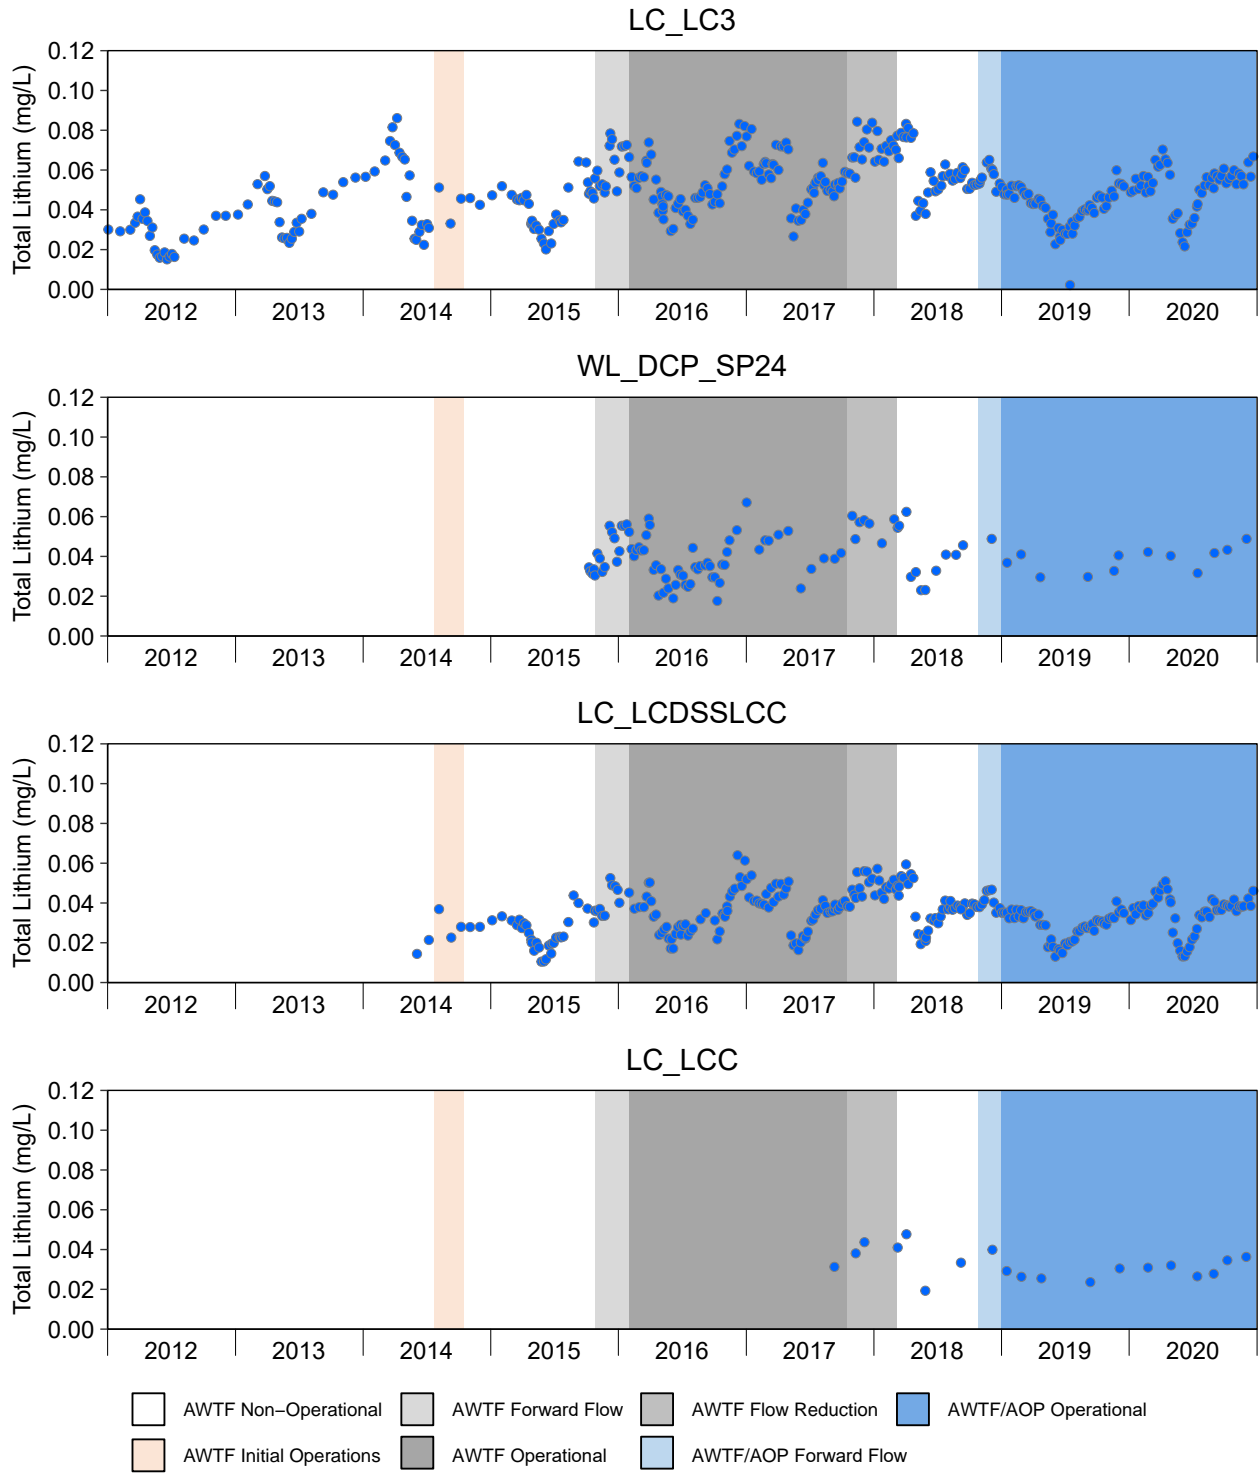 LC_LC3
Total Lithium (mg/L)
0.12
0.10
0.08
0.06
0.04
0.02
0.00
2012 2013 2014 2015 2016 2017 2018 2019 2020
WL_DCP_SP24
Total Lithium (mg/L)
0.12
0.10
0.08
0.06
0.04
0.02
0.00
2012 2013 2014 2015 2016 2017 2018 2019 2020
LC_LCDSSLCC
Total Lithium (mg/L)
0.12
0.10
0.08
0.06
0.04
0.02
0.00
2012 2013 2014 2015 2016 2017 2018 2019 2020
LC_LCC
Total Lithium (mg/L)
0.12
0.10
0.08
0.06
0.04
0.02
0.00
2012 2013 2014 2015 2016 2017 2018 2019 2020
AWTF Non−Operational AWTF Forward Flow AWTF Flow Reduction AWTF/AOP Operational
AWTF Initial Operations AWTF Operational AWTF/AOP Forward Flow